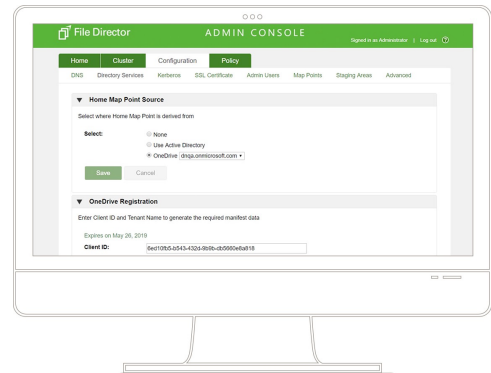 File Director
ADMIN CONSOLE
Signed in as Administrator | Log out ?
Home Cluster Configuration Policy
DNS Directory Services Kerberos SSL Certificate Admin Users Map Points Staging Areas Advanced
Home Map Point Source
Select where Home Map Point is derived from
Select:
None
Use Active Directory
OneDrive dnqa.onmicrosoft.com
Save Cancel
OneDrive Registration
Enter Client ID and Tenant Name to generate the required manifest data
Expires on May 26, 2019
Client ID: 6ed10fb5-b543-432d-9b9b-db5660e6a618